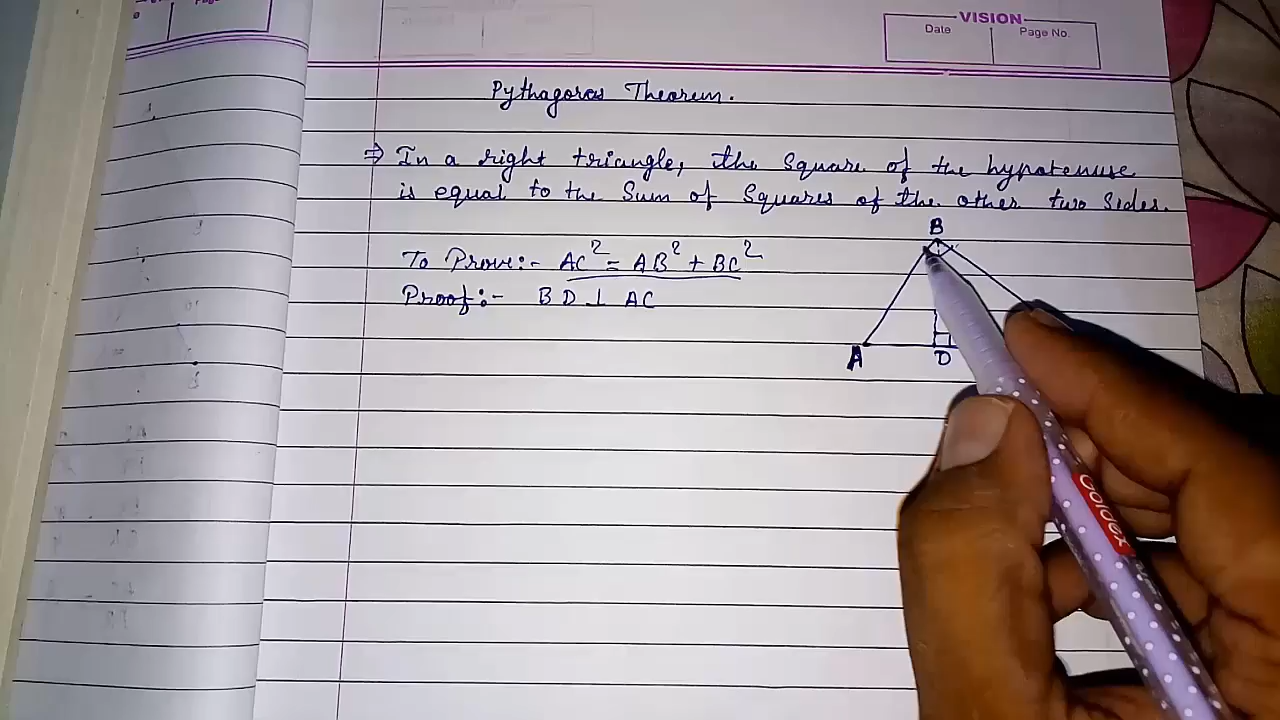 VISION
Date Page No.
Pythagoras Theorem.
⇒ In a right triangle, the Square of the hypotenuse
is equal to the Sum of Squares of the other two Sides.
To Prove:- AC² = AB² + BC²
Proof:- BD ⊥ AC
B
A D
Goldex